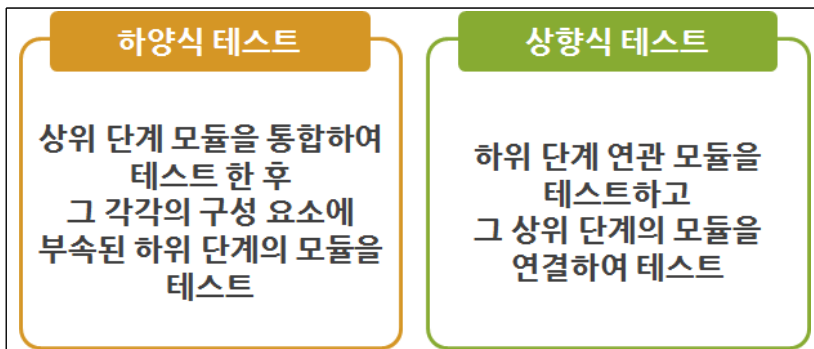 하양식 테스트
상위 단계 모듈을 통합하여
테스트 한 후
그 각각의 구성 요소에
부속된 하위 단계의 모듈을
테스트
상향식 테스트
하위 단계 연관 모듈을
테스트하고
그 상위 단계의 모듈을
연결하여 테스트